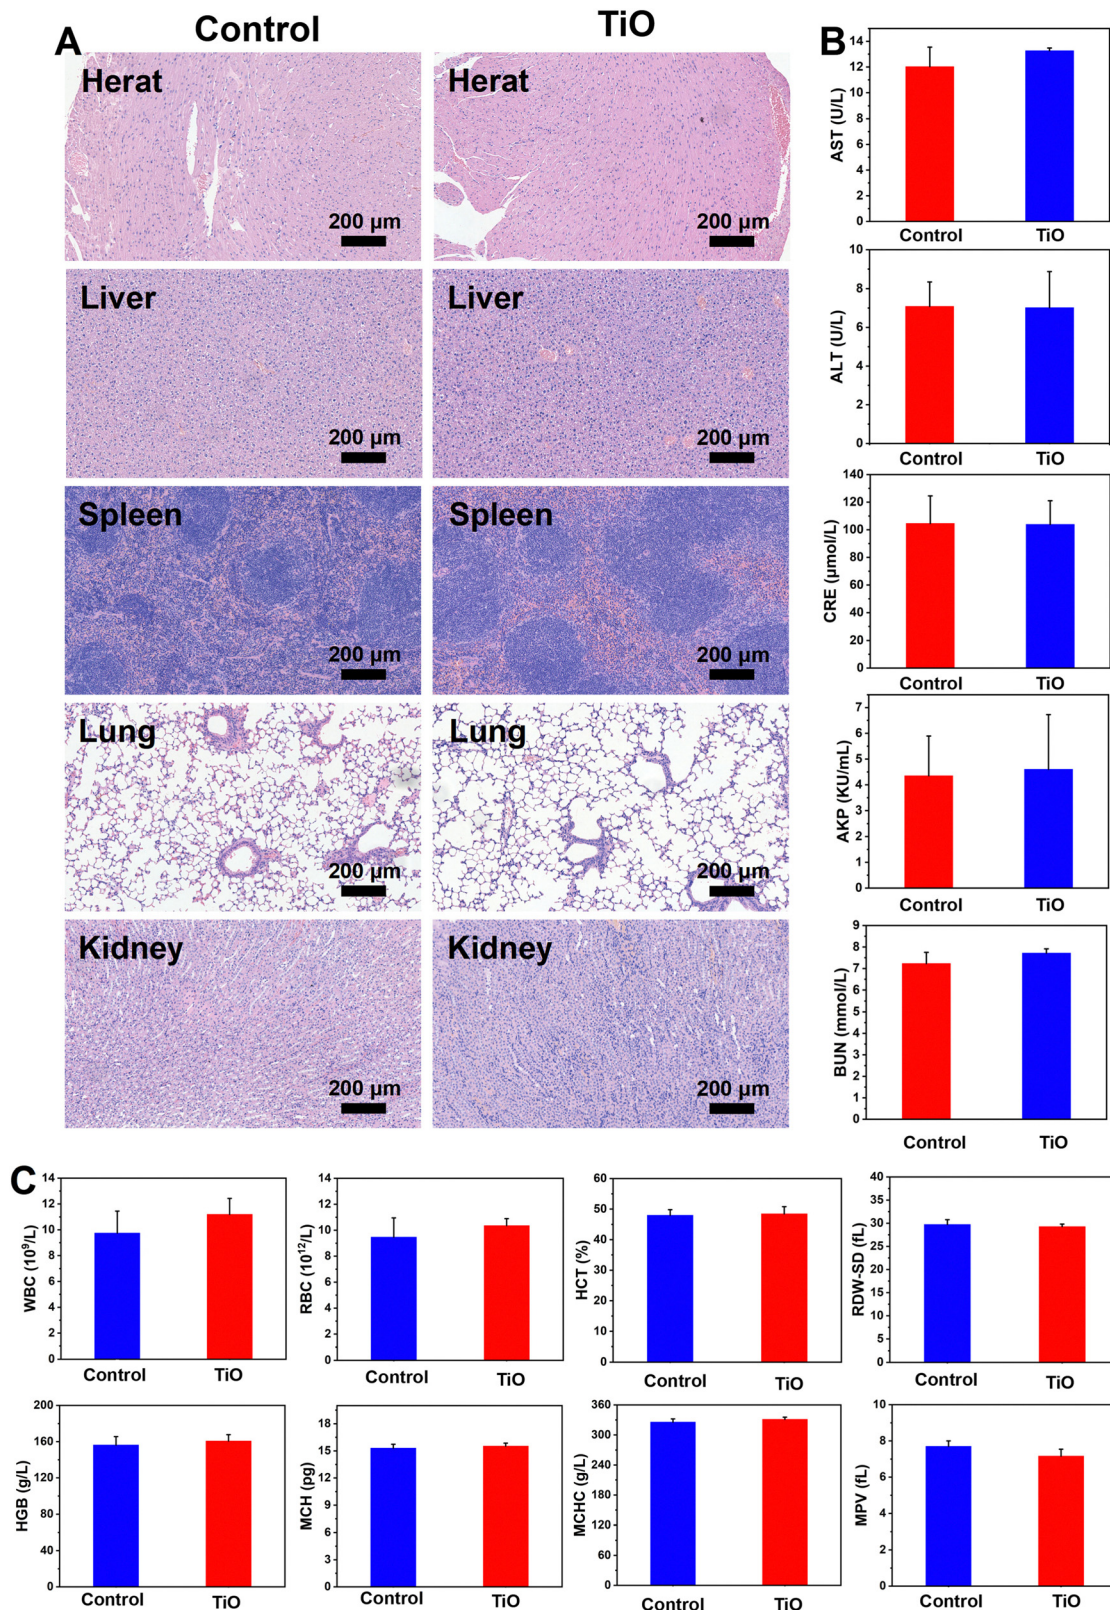 A
Control
TiO
Herat
200 μm
Herat
200 μm
Liver
200 μm
Liver
200 μm
Spleen
200 μm
Spleen
200 μm
Lung
200 μm
Lung
200 μm
Kidney
200 μm
Kidney
200 μm
B
AST (U/L)
14
12
10
8
6
4
2
0
Control
TiO
ALT (U/L)
10
8
6
4
2
0
Control
TiO
CRE (μmol/L)
140
120
100
80
60
40
20
0
Control
TiO
AKP (KU/mL)
7
6
5
4
3
2
1
0
Control
TiO
BUN (mmol/L)
9
8
7
6
5
4
3
2
1
0
Control
TiO
C
WBC (10⁹/L)
14
12
10
8
6
4
2
0
Control
TiO
RBC (10¹²/L)
14
12
10
8
6
4
2
0
Control
TiO
HCT (%)
60
50
40
30
20
10
0
Control
TiO
RDW-SD (fL)
40
35
30
25
20
15
10
5
0
Control
TiO
HGB (g/L)
200
160
120
80
40
0
Control
TiO
MCH (pg)
18
15
12
9
6
3
0
Control
TiO
MCHC (g/L)
360
300
240
180
120
60
0
Control
TiO
MPV (fL)
10
8
6
4
2
0
Control
TiO